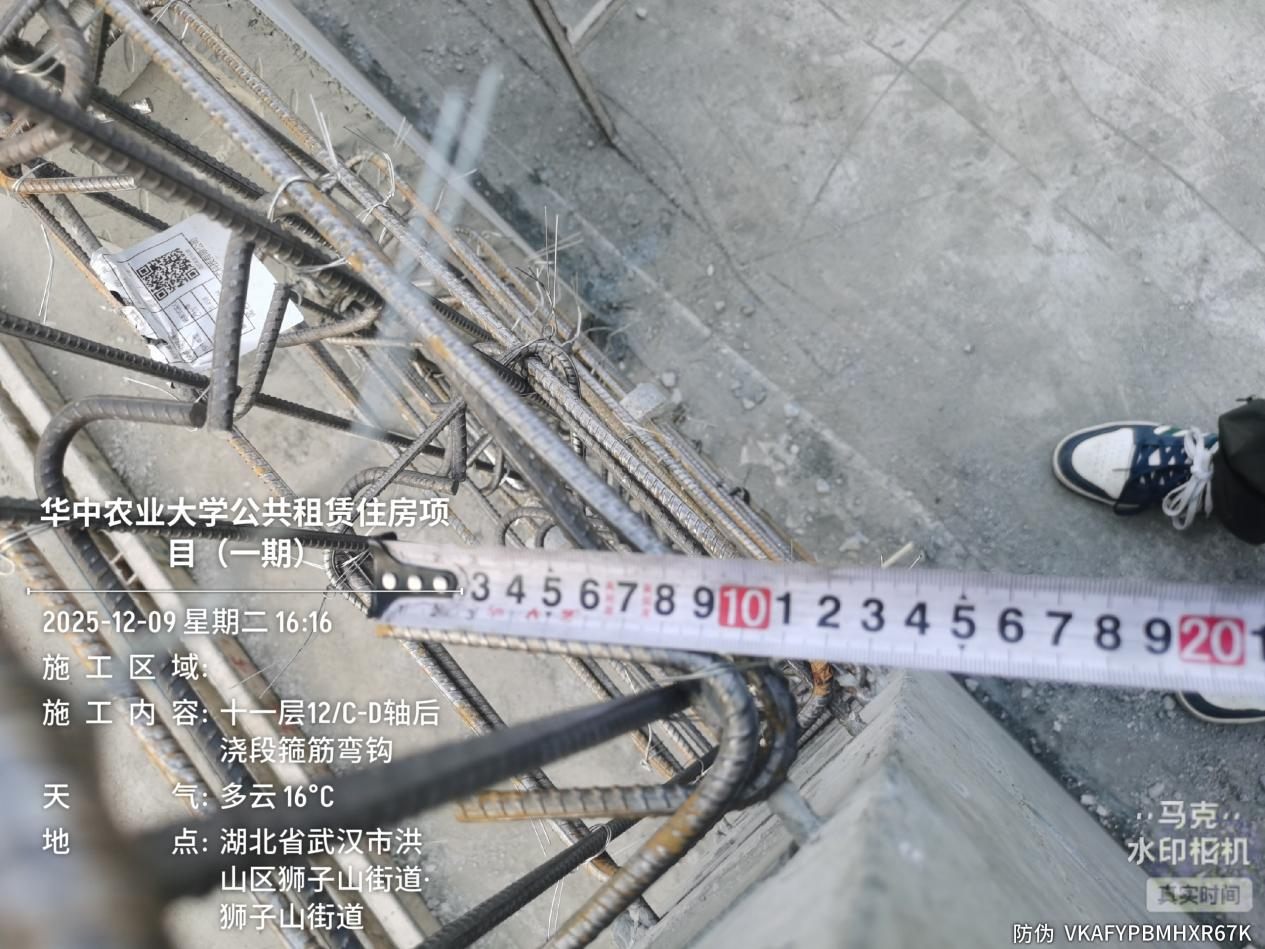 3 4 5 6 7 8 9 10 1 2 3 4 5 6 7 8 9 20 1
华中农业大学公共租赁住房项
目（一期）
2025-12-09 星期二 16:16
施工区域:
施工内容: 十一层12/C-D轴后
浇段箍筋弯钩
天气: 多云 16°C
地点: 湖北省武汉市洪
山区狮子山街道·
狮子山街道
马克
水印相机
真实时间
防伪 VKAFYPBMHXR67K